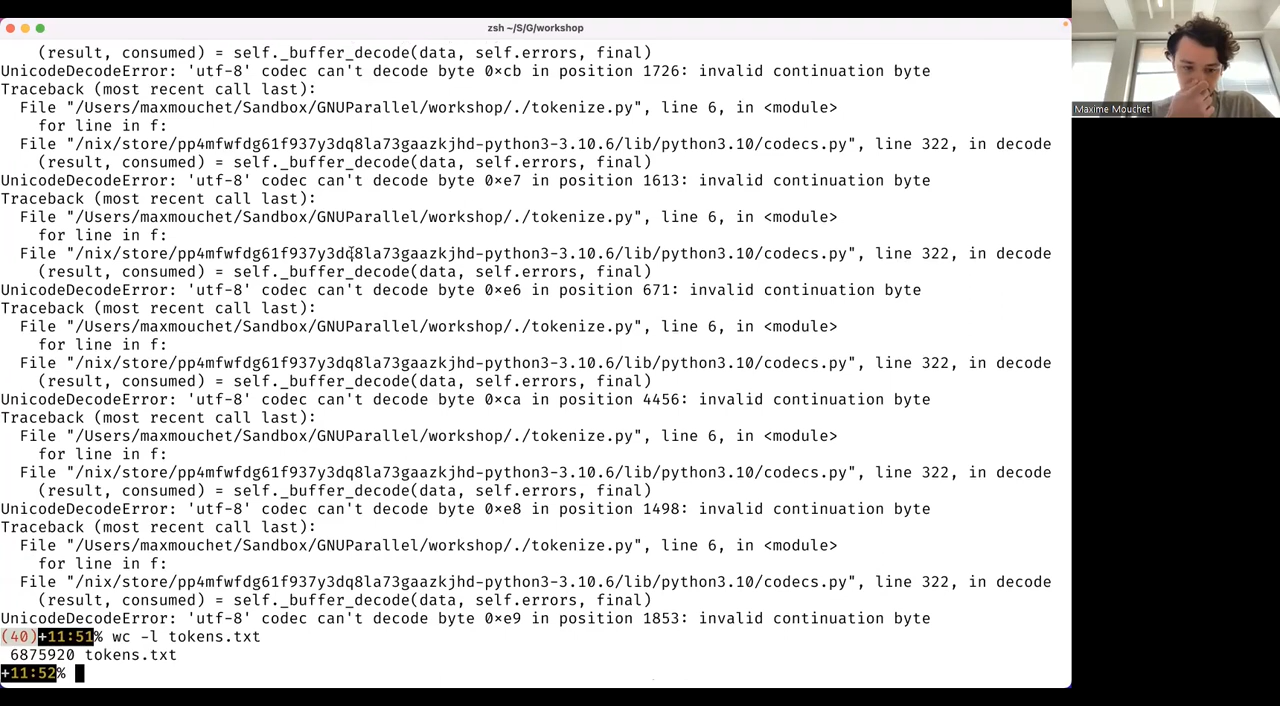 zsh ~/S/G/workshop
(result, consumed) = self._buffer_decode(data, self.errors, final)
UnicodeDecodeError: 'utf-8' codec can't decode byte 0xcb in position 1726: invalid continuation byte
Traceback (most recent call last):
File "/Users/maxmouchet/Sandbox/GNUParallel/workshop/./tokenize.py", line 6, in <module>
for line in f:
File "/nix/store/pp4mfwfdg61f937y3dq8la73gaazkjhd-python3-3.10.6/lib/python3.10/codecs.py", line 322, in decode
(result, consumed) = self._buffer_decode(data, self.errors, final)
UnicodeDecodeError: 'utf-8' codec can't decode byte 0xe7 in position 1613: invalid continuation byte
Traceback (most recent call last):
File "/Users/maxmouchet/Sandbox/GNUParallel/workshop/./tokenize.py", line 6, in <module>
for line in f:
File "/nix/store/pp4mfwfdg61f937y3dq8la73gaazkjhd-python3-3.10.6/lib/python3.10/codecs.py", line 322, in decode
(result, consumed) = self._buffer_decode(data, self.errors, final)
UnicodeDecodeError: 'utf-8' codec can't decode byte 0xe6 in position 671: invalid continuation byte
Traceback (most recent call last):
File "/Users/maxmouchet/Sandbox/GNUParallel/workshop/./tokenize.py", line 6, in <module>
for line in f:
File "/nix/store/pp4mfwfdg61f937y3dq8la73gaazkjhd-python3-3.10.6/lib/python3.10/codecs.py", line 322, in decode
(result, consumed) = self._buffer_decode(data, self.errors, final)
UnicodeDecodeError: 'utf-8' codec can't decode byte 0xca in position 4456: invalid continuation byte
Traceback (most recent call last):
File "/Users/maxmouchet/Sandbox/GNUParallel/workshop/./tokenize.py", line 6, in <module>
for line in f:
File "/nix/store/pp4mfwfdg61f937y3dq8la73gaazkjhd-python3-3.10.6/lib/python3.10/codecs.py", line 322, in decode
(result, consumed) = self._buffer_decode(data, self.errors, final)
UnicodeDecodeError: 'utf-8' codec can't decode byte 0xe8 in position 1498: invalid continuation byte
Traceback (most recent call last):
File "/Users/maxmouchet/Sandbox/GNUParallel/workshop/./tokenize.py", line 6, in <module>
for line in f:
File "/nix/store/pp4mfwfdg61f937y3dq8la73gaazkjhd-python3-3.10.6/lib/python3.10/codecs.py", line 322, in decode
(result, consumed) = self._buffer_decode(data, self.errors, final)
UnicodeDecodeError: 'utf-8' codec can't decode byte 0xe9 in position 1853: invalid continuation byte
(40)+11:51% wc -l tokens.txt
6875920 tokens.txt
+11:52%
Maxime Mouchet